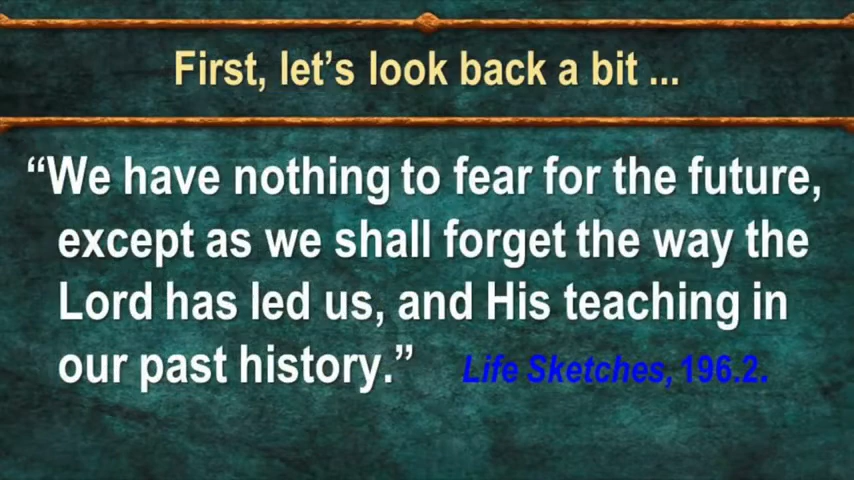 First, let’s look back a bit ...
“We have nothing to fear for the future,
except as we shall forget the way the
Lord has led us, and His teaching in
our past history.” Life Sketches, 196.2.